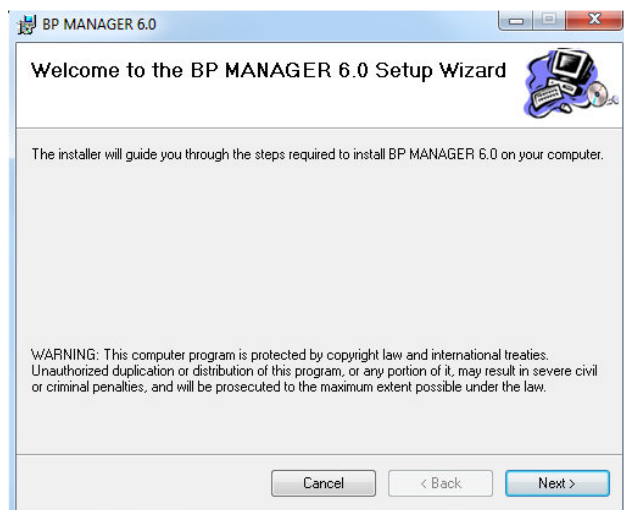 BP MANAGER 6.0
Welcome to the BP MANAGER 6.0 Setup Wizard
The installer will guide you through the steps required to install BP MANAGER 6.0 on your computer.
WARNING: This computer program is protected by copyright law and international treaties.
Unauthorized duplication or distribution of this program, or any portion of it, may result in severe civil
or criminal penalties, and will be prosecuted to the maximum extent possible under the law.
Cancel
< Back
Next >